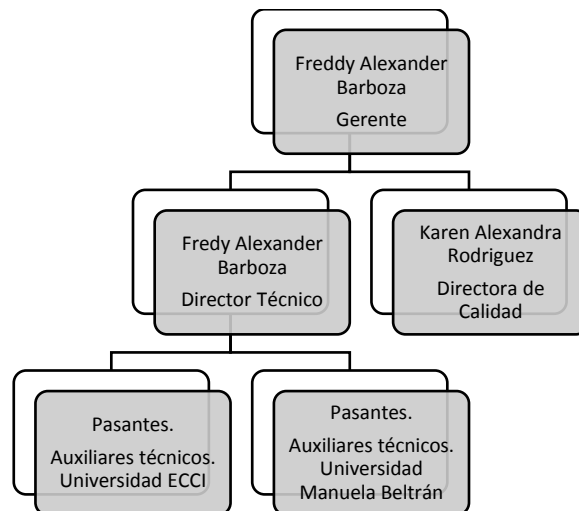 Freddy Alexander
Barboza
Gerente
Fredy Alexander
Barboza
Director Técnico
Karen Alexandra
Rodriguez
Directora de
Calidad
Pasantes.
Auxiliares técnicos.
Universidad ECCI
Pasantes.
Auxiliares técnicos.
Universidad
Manuela Beltrán